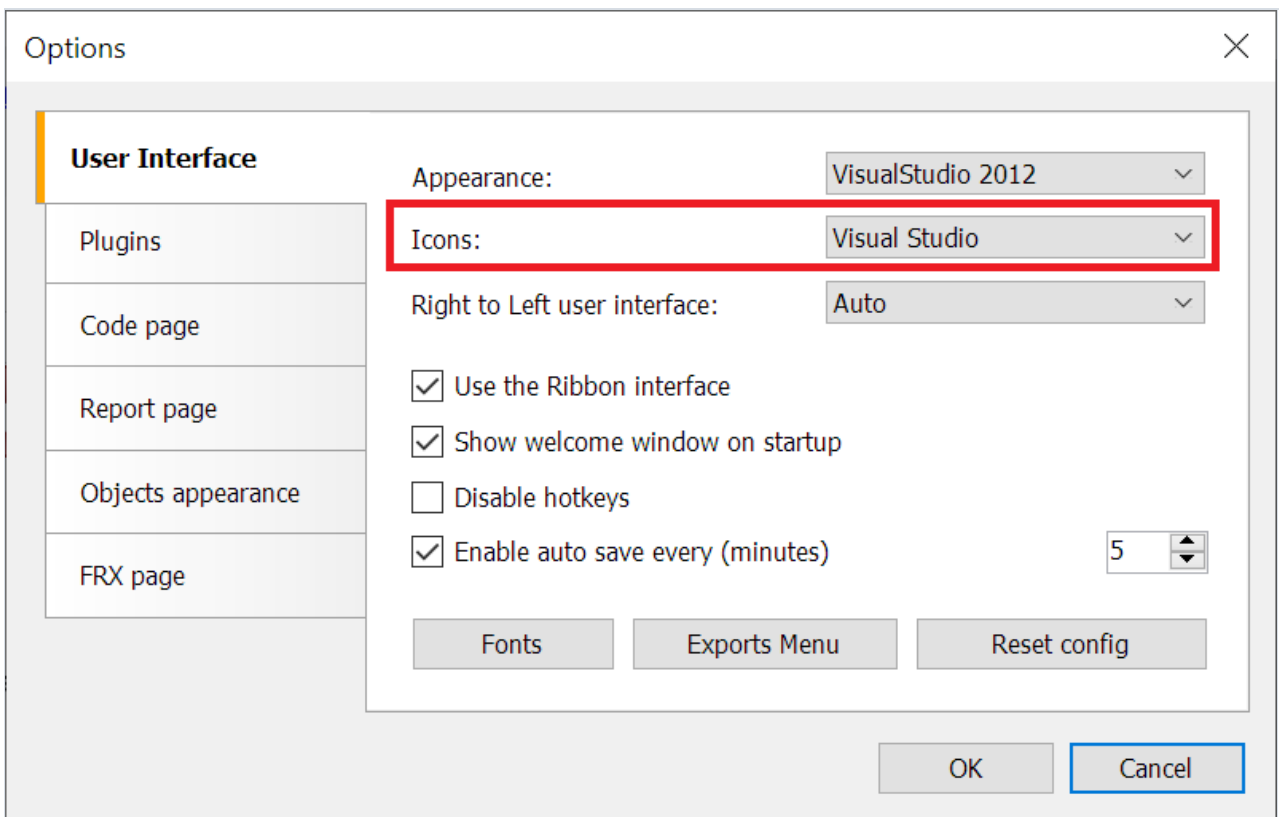 Options
User Interface
Plugins
Code page
Report page
Objects appearance
FRX page
Appearance: VisualStudio 2012
Icons: Visual Studio
Right to Left user interface: Auto
Use the Ribbon interface
Show welcome window on startup
Disable hotkeys
Enable auto save every (minutes) 5
Fonts Exports Menu Reset config
OK Cancel